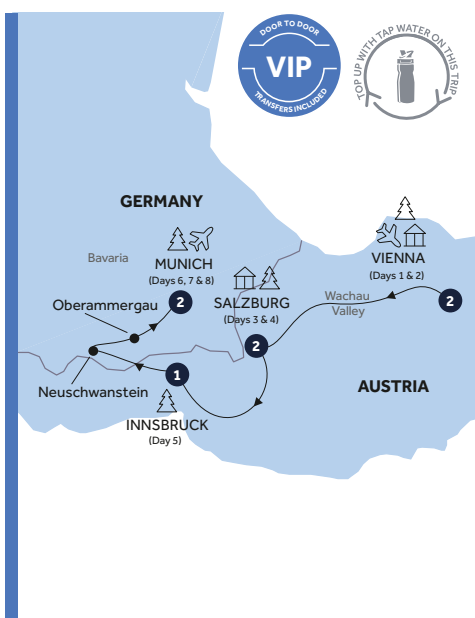 DOOR TO DOOR
VIP
TRANSFERS INCLUDED
TOP UP WITH TAP WATER ON THIS TRIP
GERMANY
Bavaria
MUNICH
(Days 6, 7 & 8)
2
Oberammergau
Neuschwanstein
SALZBURG
(Days 3 & 4)
2
VIENNA
(Days 1 & 2)
2
Wachau
Valley
AUSTRIA
1
INNSBRUCK
(Day 5)